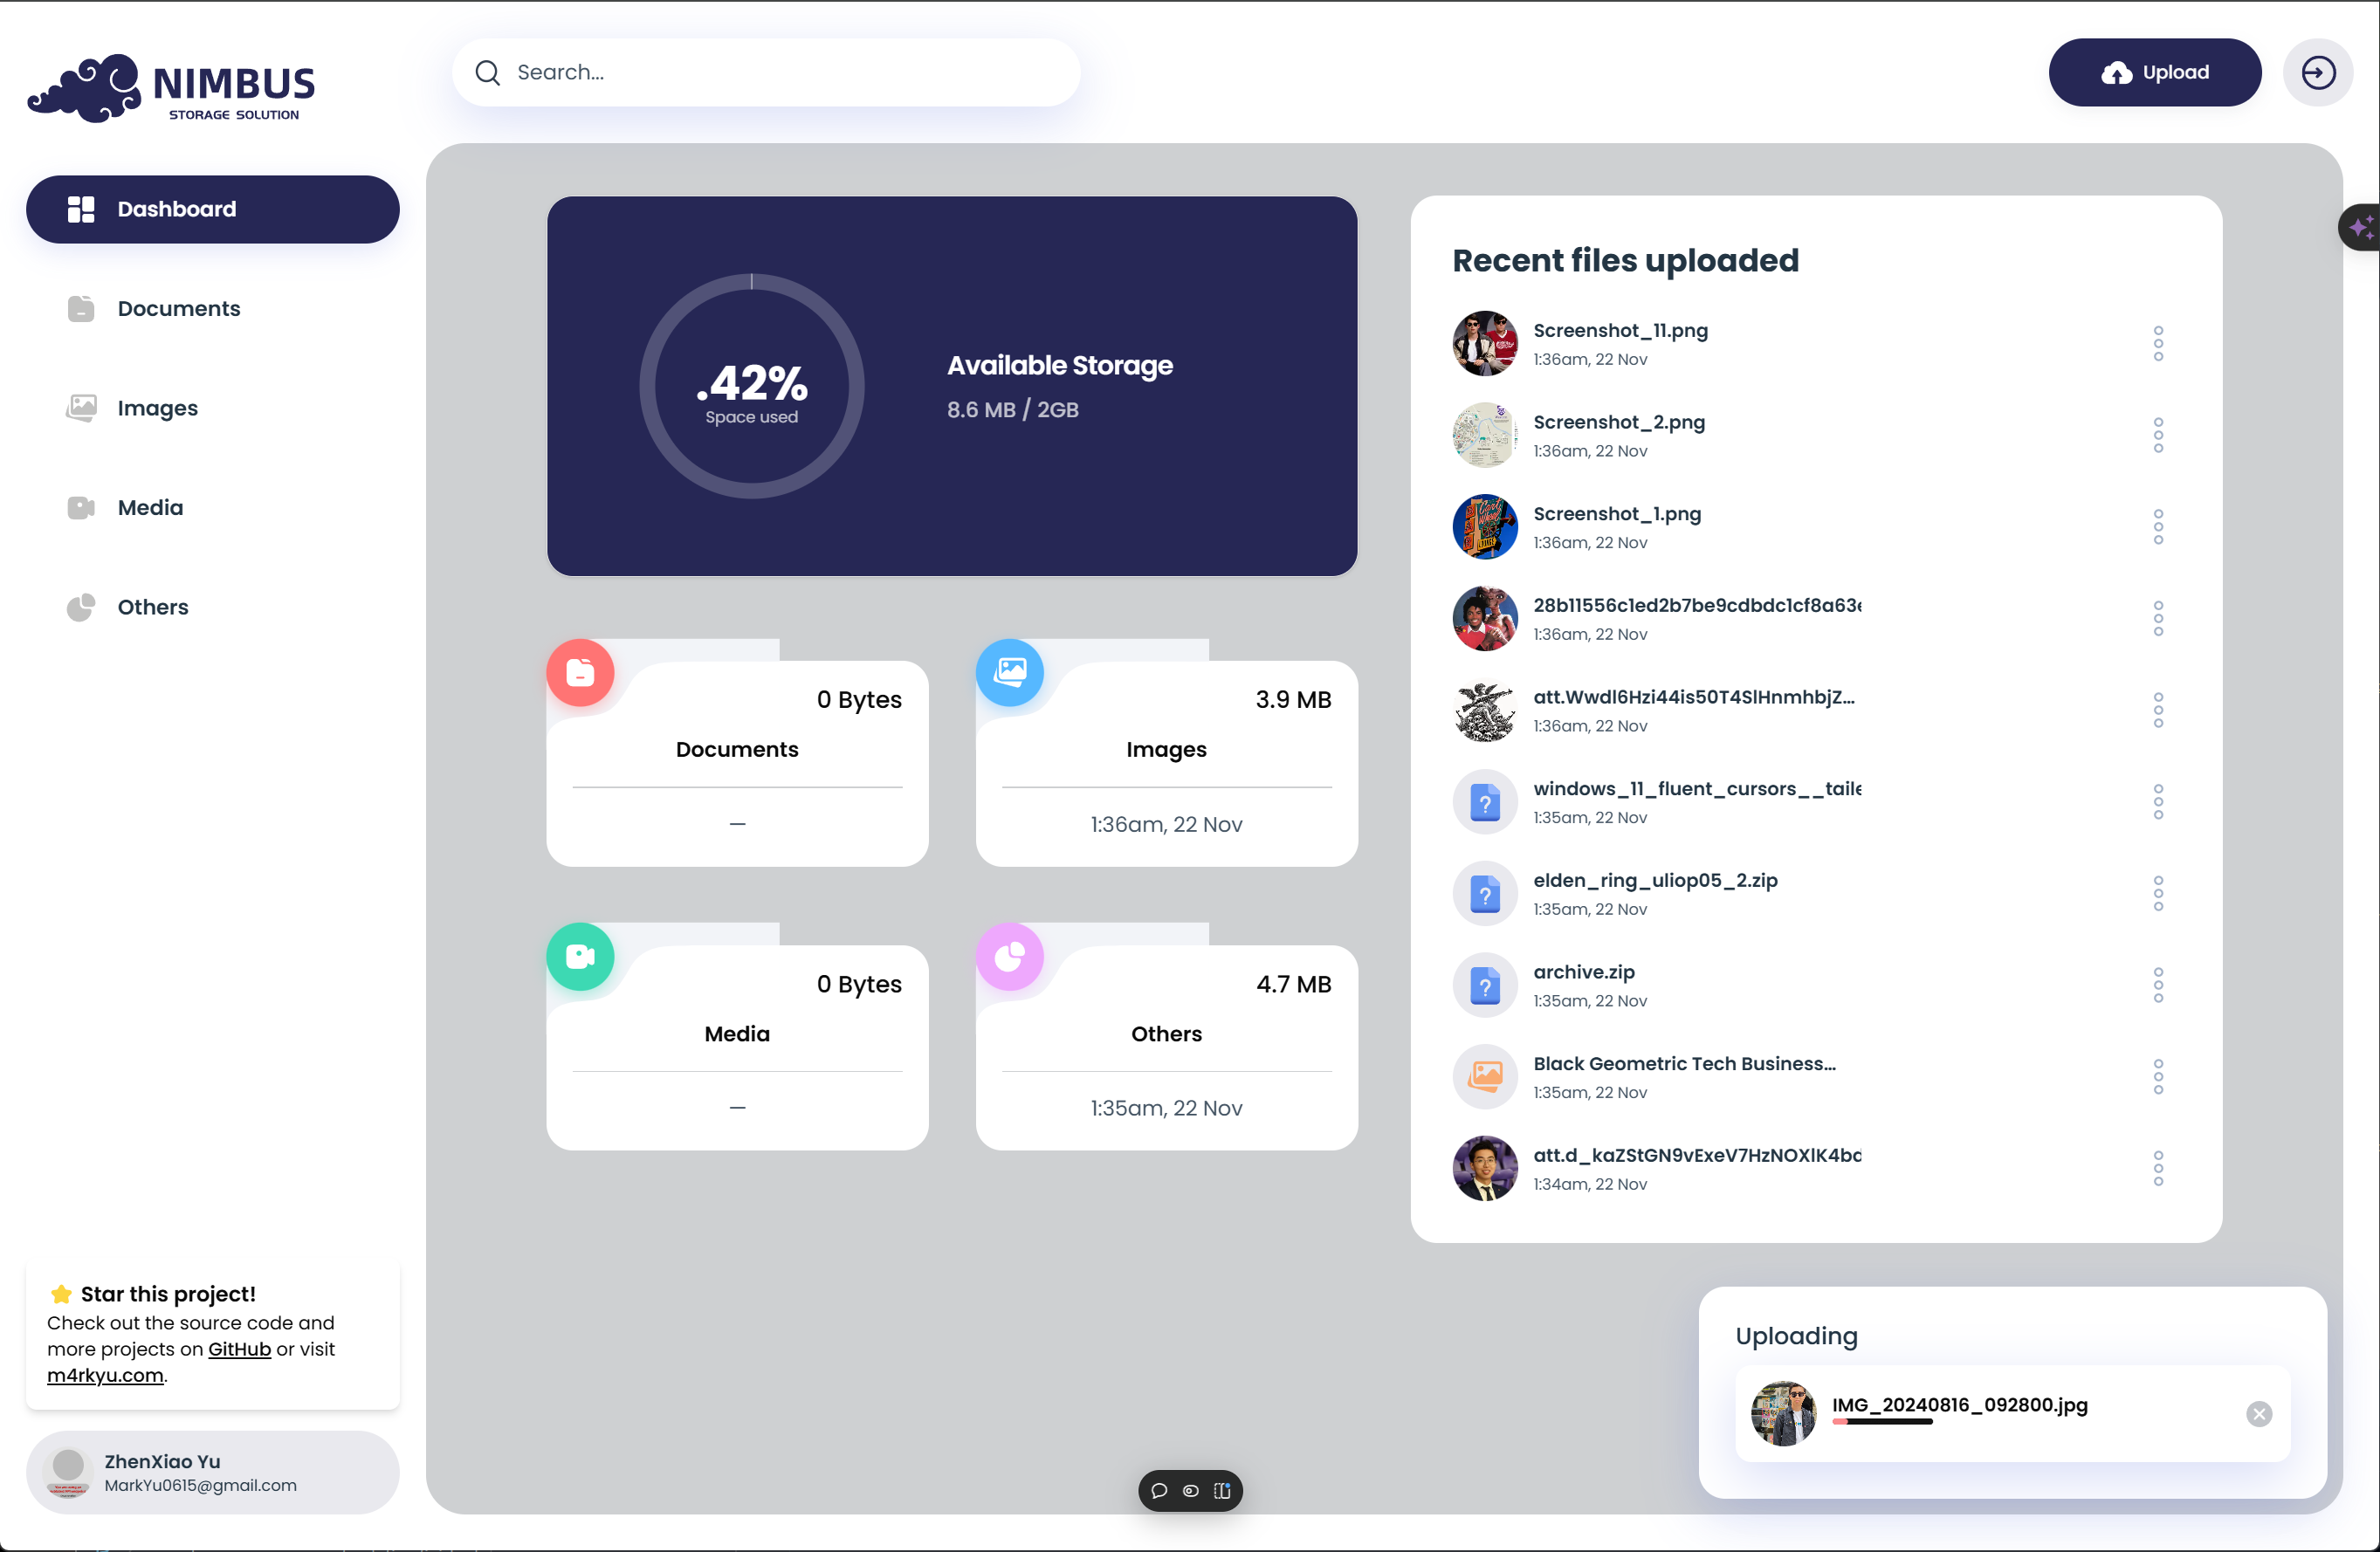 NIMBUS
STORAGE SOLUTION
Search...
Upload
Dashboard
Documents
Images
Media
Others
.42%
Space used
Available Storage
8.6 MB / 2GB
0 Bytes
Documents
—
3.9 MB
Images
1:36am, 22 Nov
0 Bytes
Media
—
4.7 MB
Others
1:35am, 22 Nov
Recent files uploaded
Screenshot_11.png
1:36am, 22 Nov
Screenshot_2.png
1:36am, 22 Nov
Screenshot_1.png
1:36am, 22 Nov
28b11556c1ed2b7be9cdbdc1cf8a63
1:36am, 22 Nov
att.Wwdl6Hzi44is50T4SlHnmhbjZ...
1:36am, 22 Nov
windows_11_fluent_cursors__taile
1:35am, 22 Nov
elden_ring_uliop05_2.zip
1:35am, 22 Nov
archive.zip
1:35am, 22 Nov
Black Geometric Tech Business...
1:35am, 22 Nov
att.d_kaZStGN9vExeV7HzNOXlK4b
1:34am, 22 Nov
Star this project!
Check out the source code and
more projects on GitHub or visit
m4rkyu.com.
ZhenXiao Yu
MarkYu0615@gmail.com
Uploading
IMG_20240816_092800.jpg